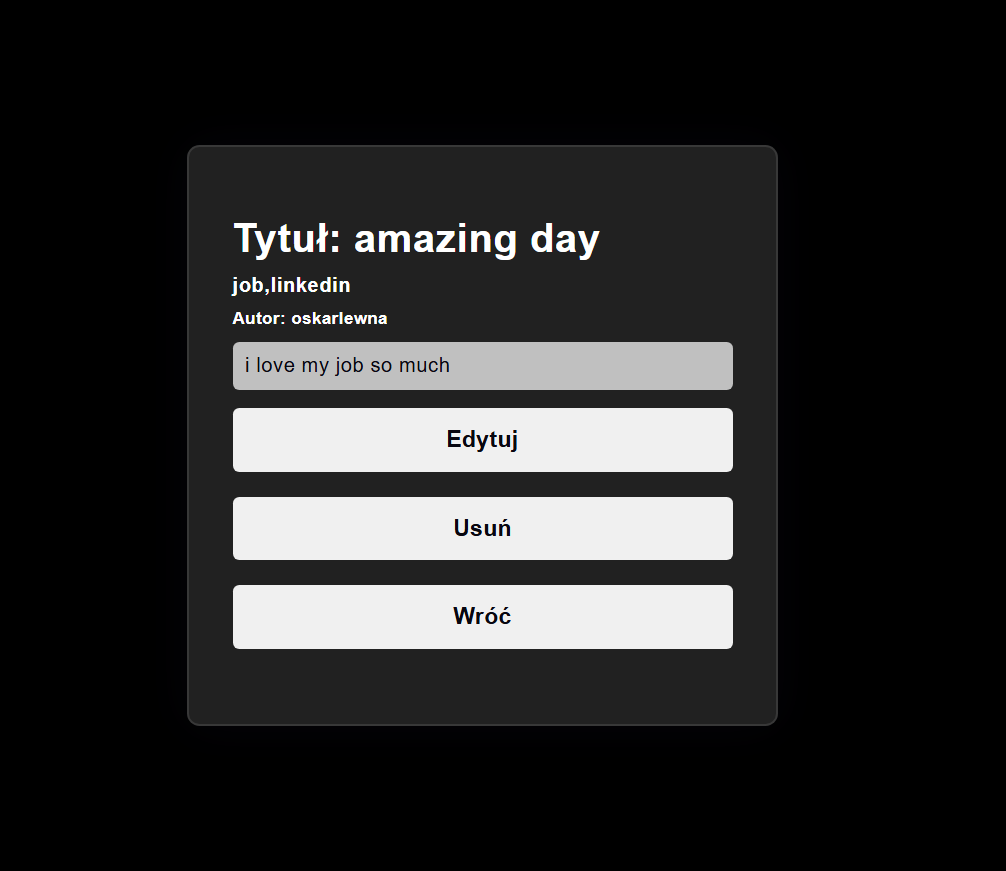 Tytuł: amazing day
job,linkedin
Autor: oskarlewna
i love my job so much
Edytuj
Usuń
Wróć